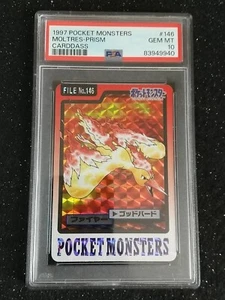 1997 POCKET MONSTERS #146
MOLTRES-PRISM GEM MT
CARDDASS 10
PSA 83949940
FILE No.146
ポケットモンスター
ファイヤー ▶ゴッドバード
POCKET MONSTERS